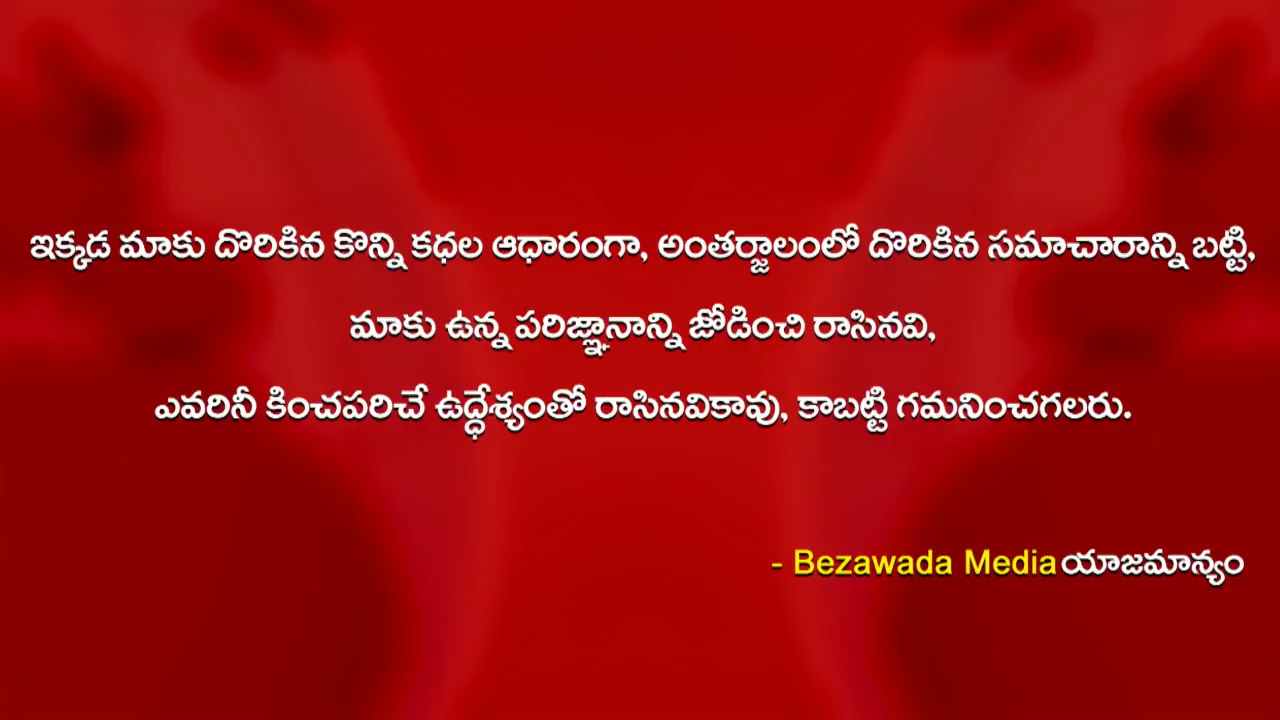 ఇక్కడ మాకు దొరికిన కొన్ని కధల ఆధారంగా, అంతర్జాలంలో దొరికిన సమాచారాన్ని బట్టి,
మాకు ఉన్న పరిజ్ఞానాన్ని జోడించి రాసినవి,
ఎవరినీ కించపరిచే ఉద్ధేశ్యంతో రాసినవికావు, కాబట్టి గమనించగలరు.
- Bezawada Media యాజమాన్యం